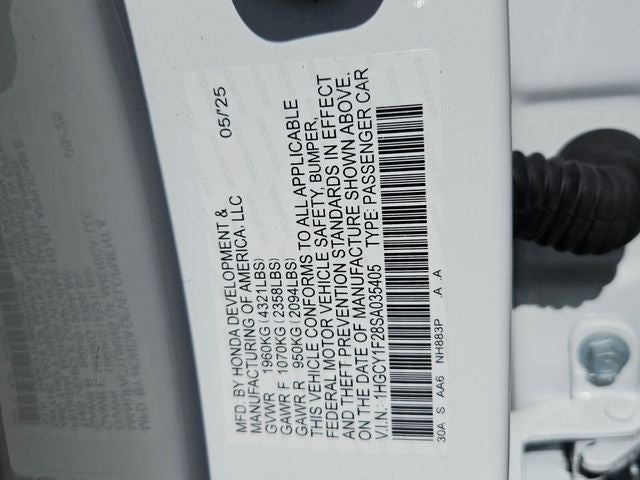 MFD. BY HONDA DEVELOPMENT & 05/'25
MANUFACTURING OF AMERICA, LLC
GVWR 1960KG(4321LBS)
GAWR F 1070KG(2358LBS)
GAWR R 950KG(2094LBS)
THIS VEHICLE CONFORMS TO ALL APPLICABLE
FEDERAL MOTOR VEHICLE SAFETY, BUMPER,
AND THEFT PREVENTION STANDARDS IN EFFECT
ON THE DATE OF MANUFACTURE SHOWN ABOVE.
V.I.N: 1HGCY1F28SA035405 TYPE: PASSENGER CAR
30A S AA6 NH883P A A